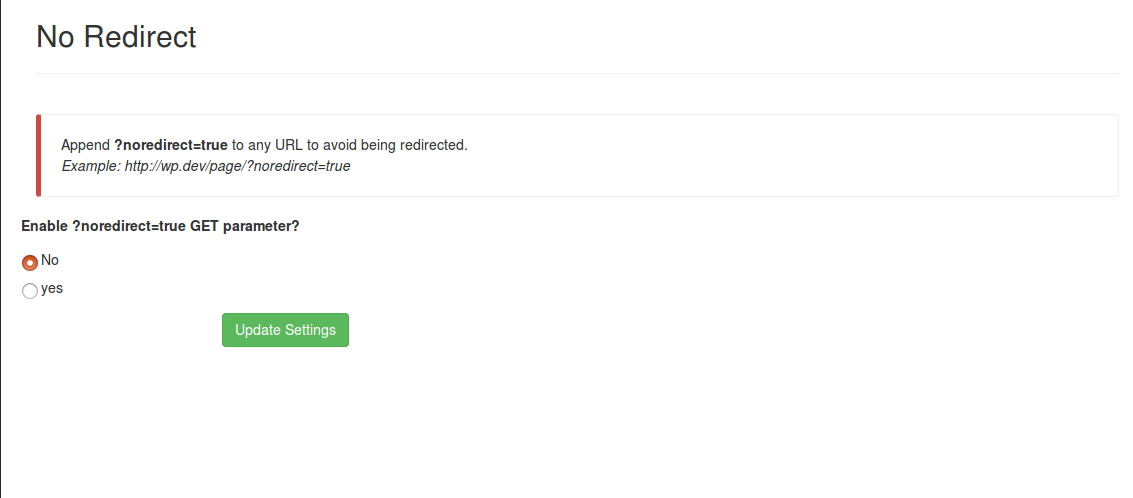 No Redirect
Append ?noredirect=true to any URL to avoid being redirected.
Example: http://wp.dev/page/?noredirect=true
Enable ?noredirect=true GET parameter?
No
yes
Update Settings